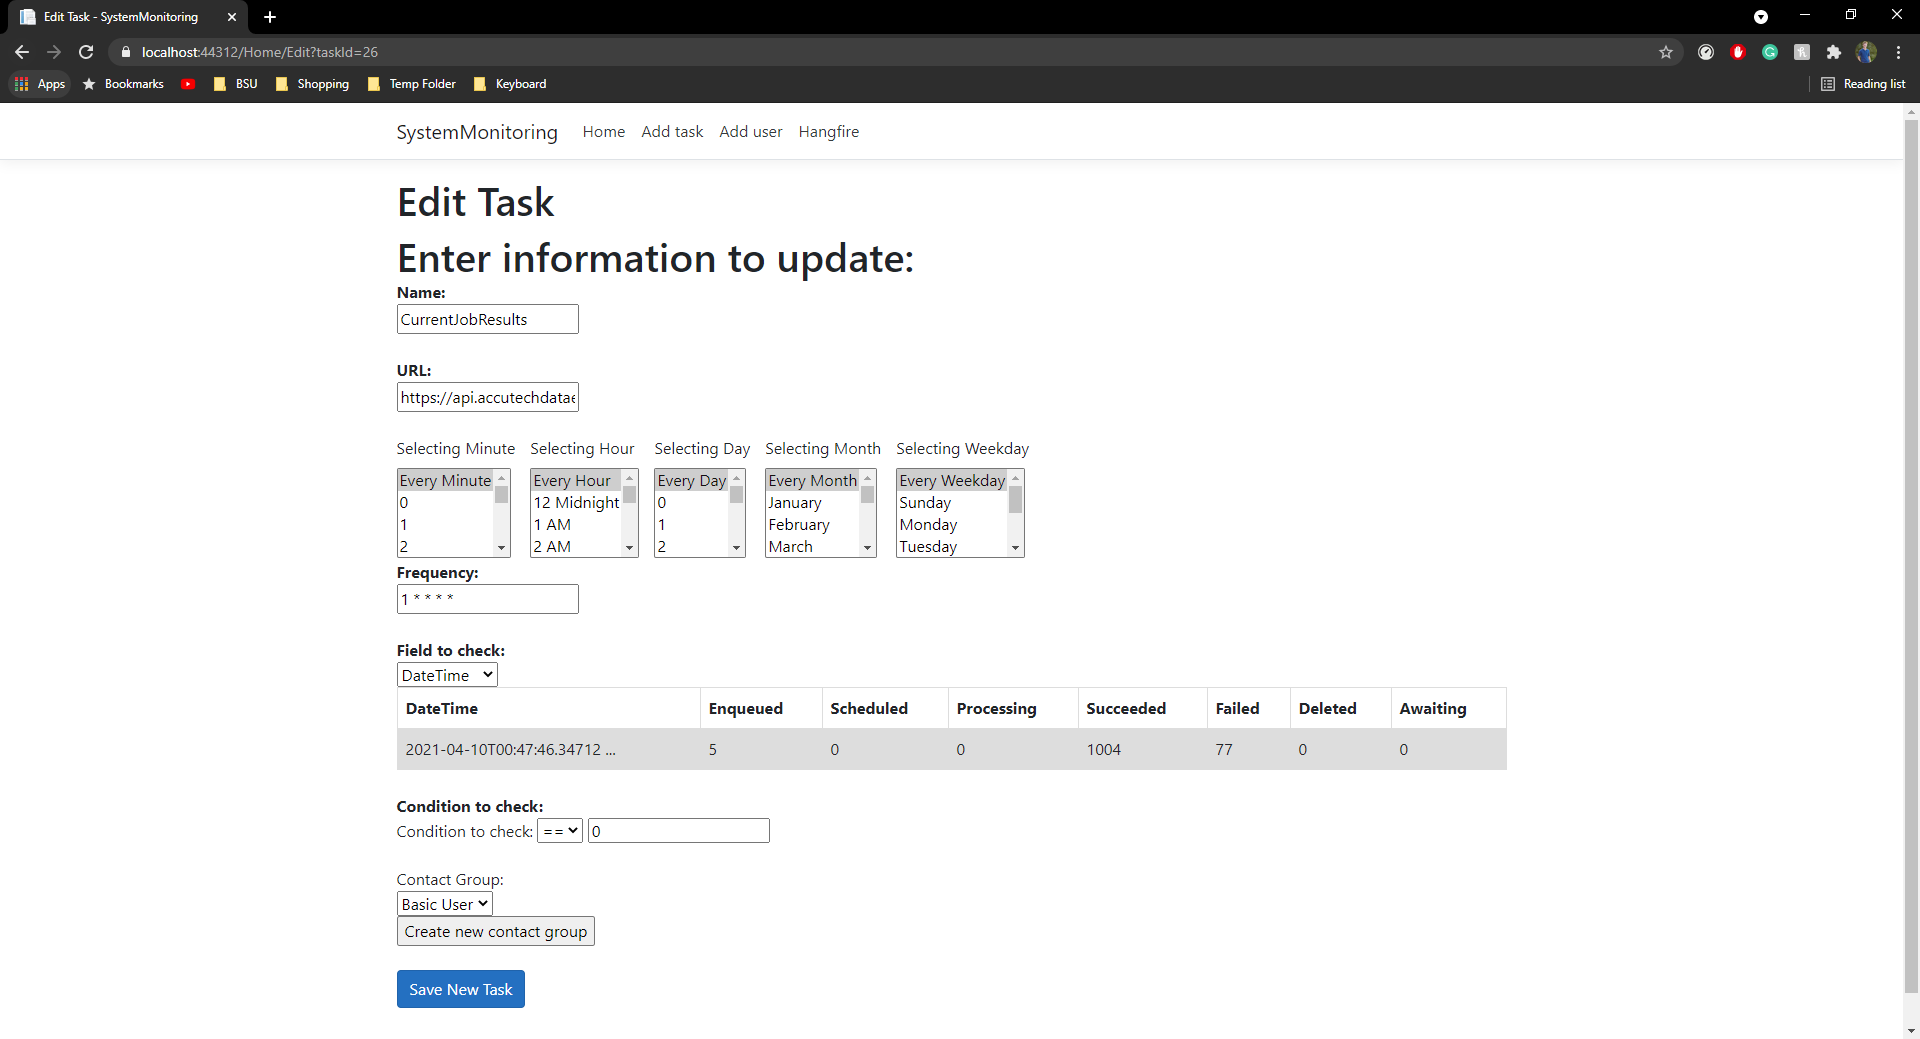 Edit Task - SystemMonitoring
localhost:44312/Home/Edit?taskId=26
Apps Bookmarks BSU Shopping Temp Folder Keyboard Reading list
SystemMonitoring Home Add task Add user Hangfire
Edit Task
Enter information to update:
Name:
CurrentJobResults
URL:
https://api.accutechdatae
Selecting Minute Selecting Hour Selecting Day Selecting Month Selecting Weekday
Every Minute Every Hour Every Day Every Month Every Weekday
0 12 Midnight 0 January Sunday
1 1 AM 1 February Monday
2 2 AM 2 March Tuesday
Frequency:
1 * * * *
Field to check:
DateTime
DateTime Enqueued Scheduled Processing Succeeded Failed Deleted Awaiting
2021-04-10T00:47:46.34712 ... 5 0 0 1004 77 0 0
Condition to check:
Condition to check: == 0
Contact Group:
Basic User
Create new contact group
Save New Task